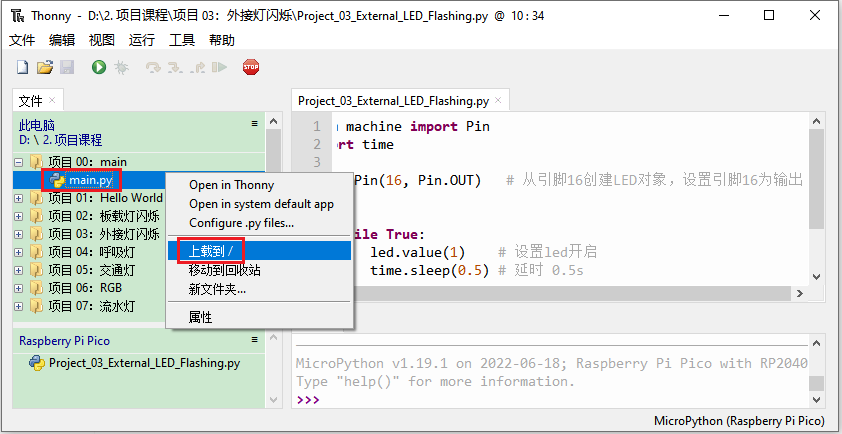 Thonny - D:\2.项目课程\项目 03：外接灯闪烁\Project_03_External_LED_Flashing.py @ 10 : 34
文件 编辑 视图 运行 工具 帮助
STOP
文件 ×
此电脑
D: \ 2.项目课程
项目 00：main
main.py
项目 01：Hello World
项目 02：板载灯闪烁
项目 03：外接灯闪烁
项目 04：呼吸灯
项目 05：交通灯
项目 06：RGB
项目 07：流水灯
Open in Thonny
Open in system default app
Configure .py files...
上载到 /
移动到回收站
新文件夹...
属性
Raspberry Pi Pico
Project_03_External_LED_Flashing.py
Project_03_External_LED_Flashing.py ×
1 machine import Pin
2 rt time
3
Pin(16, Pin.OUT) # 从引脚16创建LED对象，设置引脚16为输出
ile True:
led.value(1) # 设置led开启
time.sleep(0.5) # 延时 0.5s
MicroPython v1.19.1 on 2022-06-18; Raspberry Pi Pico with RP2040
Type "help()" for more information.
>>>
MicroPython (Raspberry Pi Pico)